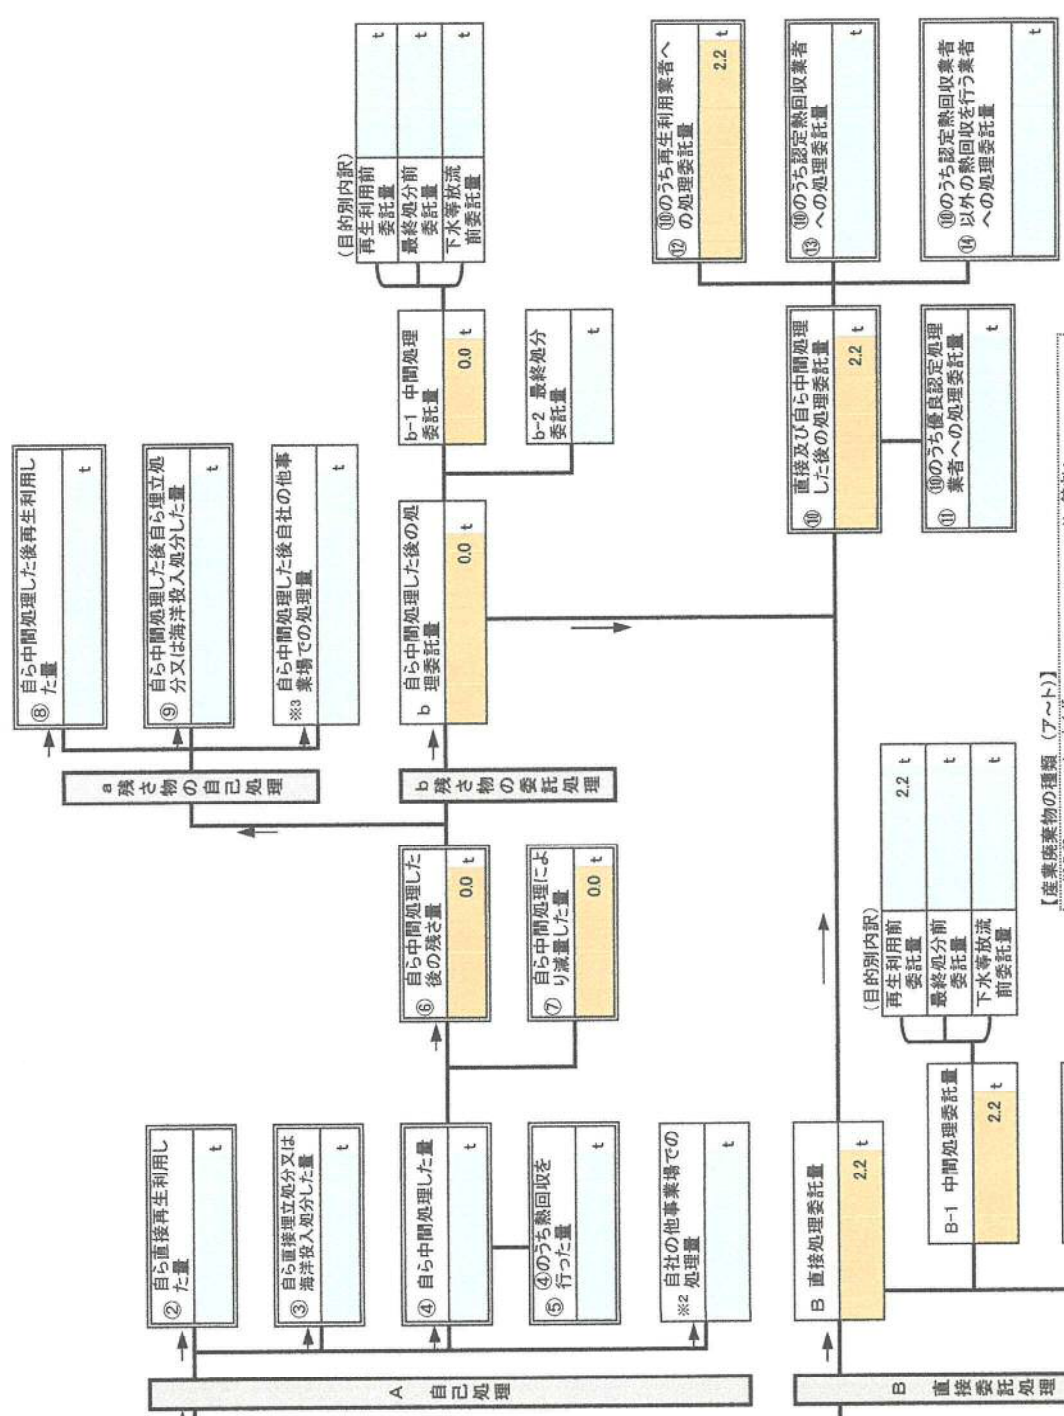 A 自己処理
② 自ら直接再生利用し
た量
t
③ 自ら直接埋立処分又は
海洋投入処分した量
t
④ 自ら中間処理した量
t
⑤ ④のうち熱回収を
行った量
t
※2 自社の他事業場での
処理量
t
⑥ 自ら中間処理した
後の残さ量
0.0 t
⑦ 自ら中間処理によ
り減量した量
0.0 t
a 残さ物の自己処理
⑧ 自ら中間処理した後再生利用し
た量
t
⑨ 自ら中間処理した後自ら埋立処
分又は海洋投入処分した量
t
※3 自ら中間処理した後自社の他事
業場での処理量
t
b 残さ物の委託処理
b 自ら中間処理した後の処
理委託量
0.0 t
b-1 中間処理
委託量
0.0 t
b-2 最終処分
委託量
t
(目的別内訳)
再生利用前
委託量
t
最終処分前
委託量
t
下水等放流
前委託量
t
B 直接委託処理
B 直接処理委託量
2.2 t
B-1 中間処理委託量
2.2 t
(目的別内訳)
再生利用前
委託量
2.2 t
最終処分前
委託量
t
下水等放流
前委託量
t
⑩ 直接及び自ら中間処理
した後の処理委託量
2.2 t
⑪ ⑩のうち優良認定処理
業者への処理委託量
t
⑫ ⑩のうち再生利用業者へ
の処理委託量
2.2 t
⑬ ⑩のうち認定熱回収業者
への処理委託量
t
⑭ ⑩のうち認定熱回収業者
以外の熱回収を行う業者
への処理委託量
t
【産業廃棄物の種類 (ア～ト)】